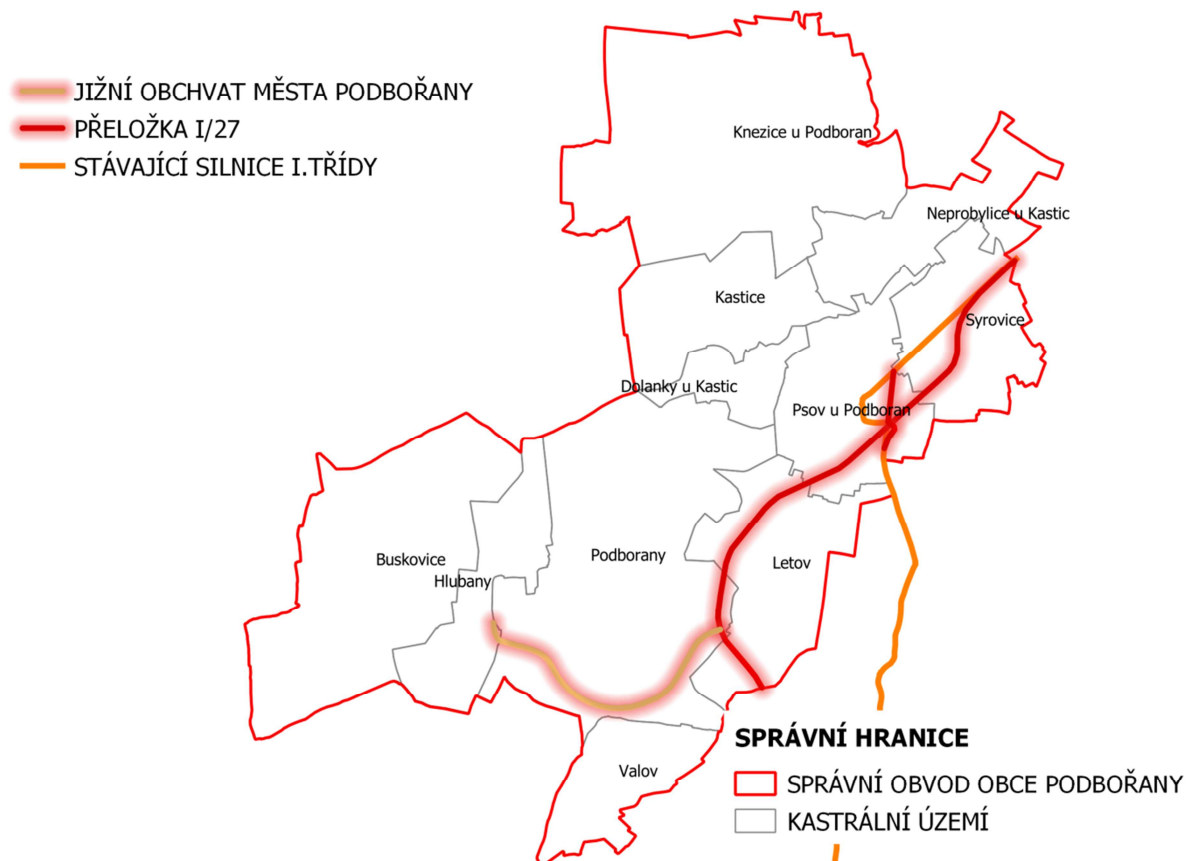 JIŽNÍ OBCHVAT MĚSTA PODBOŘANY
PŘELOŽKA I/27
STÁVAJÍCÍ SILNICE I.TŘÍDY
Knezice u Podboran
Neprobylice u Kastic
Kastice
Syrovice
Dolanky u Kastic
Psov u Podboran
Buskovice
Podborany
Letov
Hlubany
Valov
SPRÁVNÍ HRANICE
SPRÁVNÍ OBVOD OBCE PODBOŘANY
KASTRÁLNÍ ÚZEMÍ